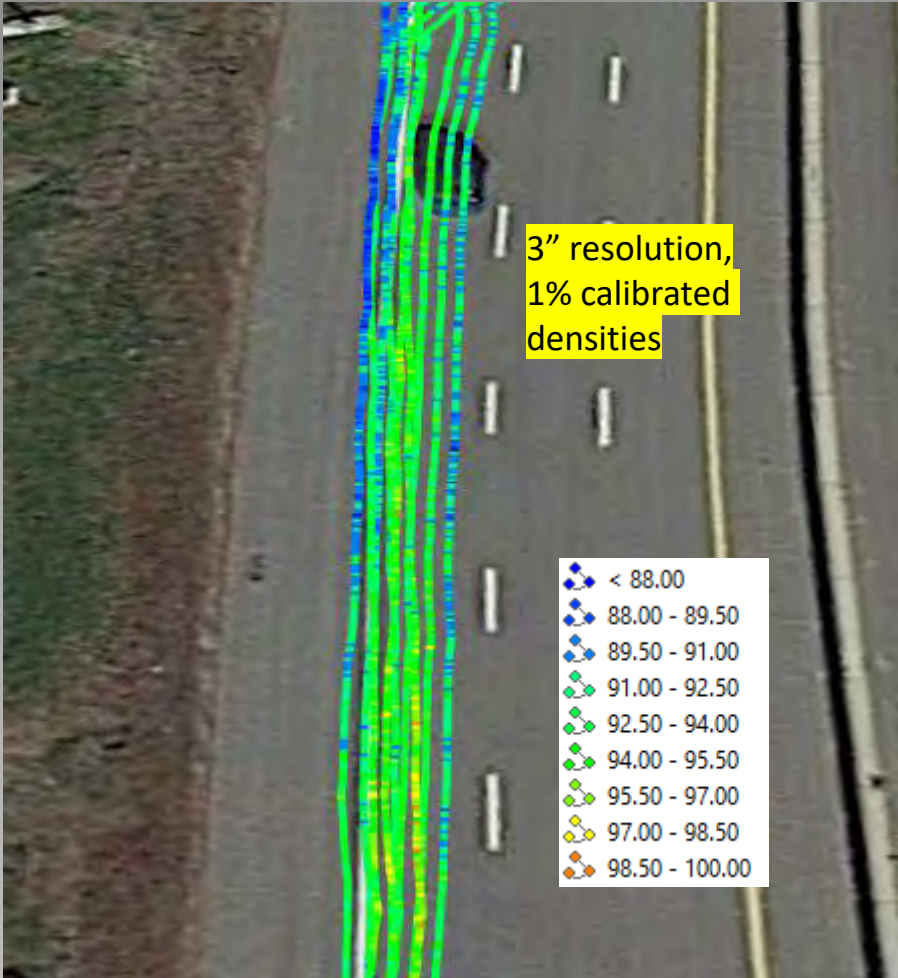 3” resolution,
1% calibrated
densities
< 88.00
88.00 - 89.50
89.50 - 91.00
91.00 - 92.50
92.50 - 94.00
94.00 - 95.50
95.50 - 97.00
97.00 - 98.50
98.50 - 100.00